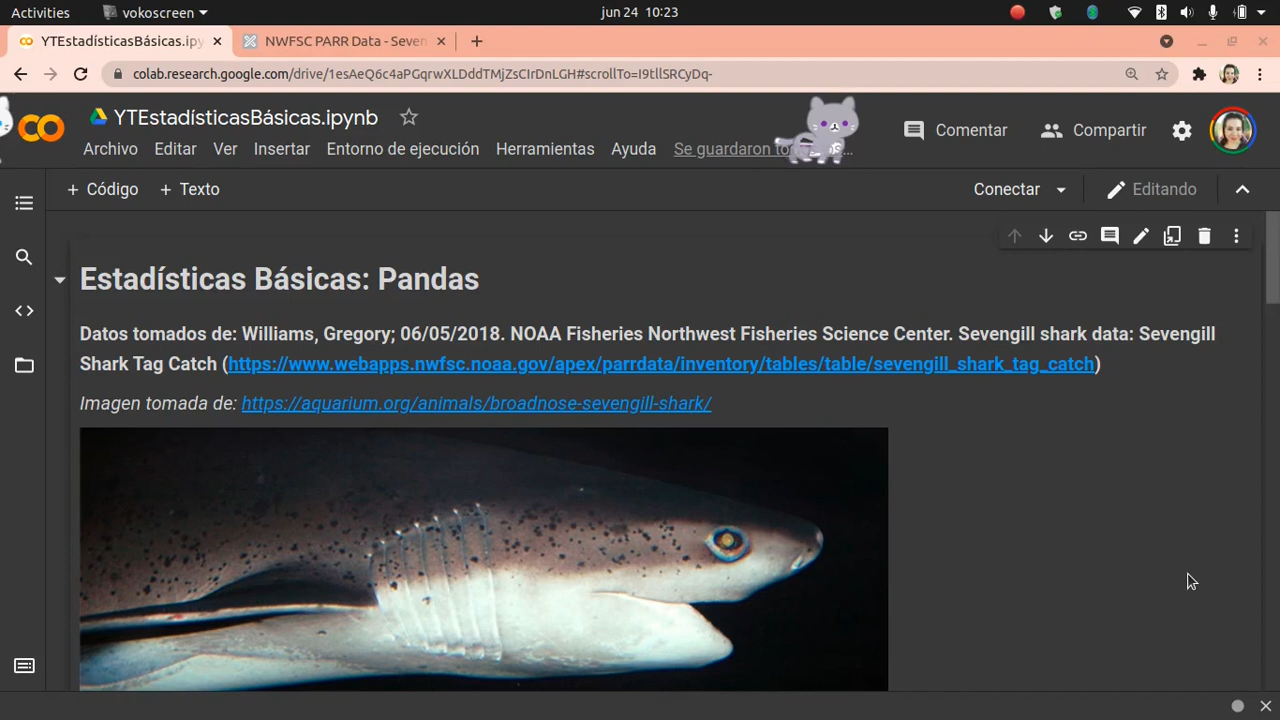 Activities vokoscreen jun 24 10:23
YTEstadísticasBásicas.ipy NWFSC PARR Data - Seven
colab.research.google.com/drive/1esAeQ6c4aPGqrwXLDddTMjZsCIrDnLGH#scrollTo=I9tllSRCyDq-
YTEstadísticasBásicas.ipynb
Comentar Compartir
Archivo Editar Ver Insertar Entorno de ejecución Herramientas Ayuda Se guardaron to
+ Código + Texto Conectar Editando
Estadísticas Básicas: Pandas
Datos tomados de: Williams, Gregory; 06/05/2018. NOAA Fisheries Northwest Fisheries Science Center. Sevengill shark data: Sevengill
Shark Tag Catch (https://www.webapps.nwfsc.noaa.gov/apex/parrdata/inventory/tables/table/sevengill_shark_tag_catch)
Imagen tomada de: https://aquarium.org/animals/broadnose-sevengill-shark/